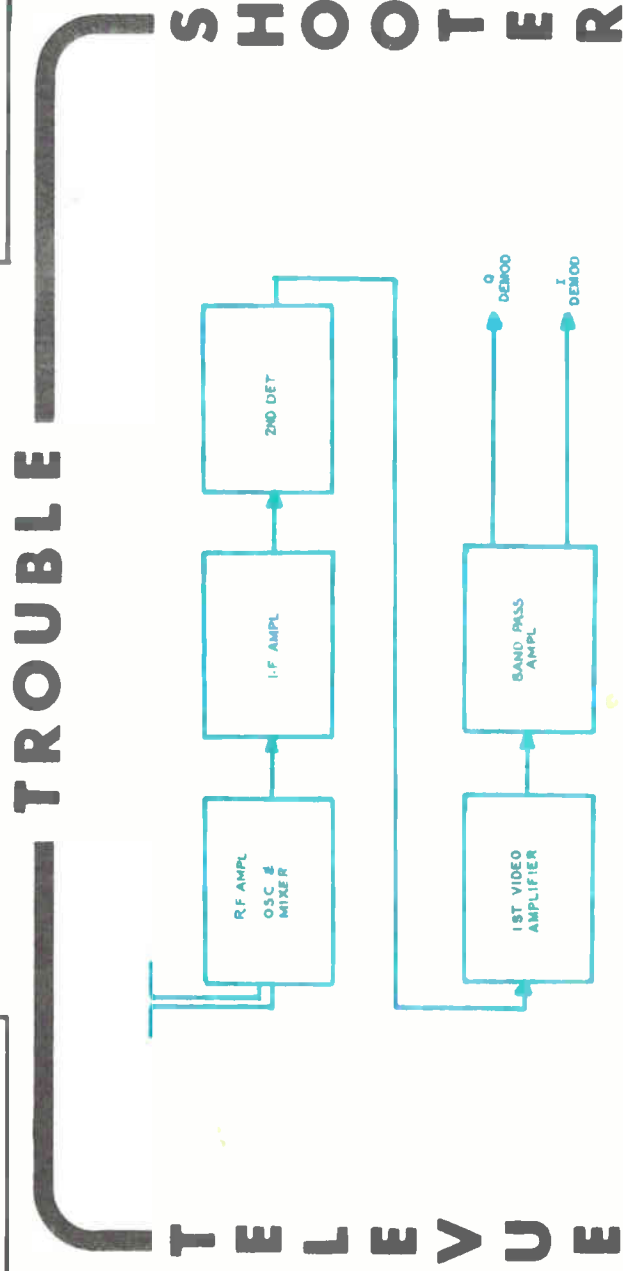 TELEVUE
TROUBLE
SHOOTER
RF AMPL
OSC &
MIXER
I-F AMPL
2ND DET
1ST VIDEO
AMPLIFIER
BAND PASS
AMPL
Q
DEMOD
I
DEMOD